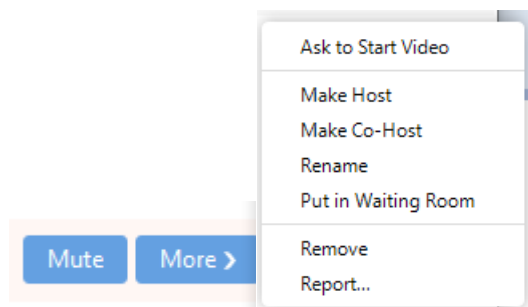 Ask to Start Video
Make Host
Make Co-Host
Rename
Put in Waiting Room
Remove
Report...
Mute
More ❯